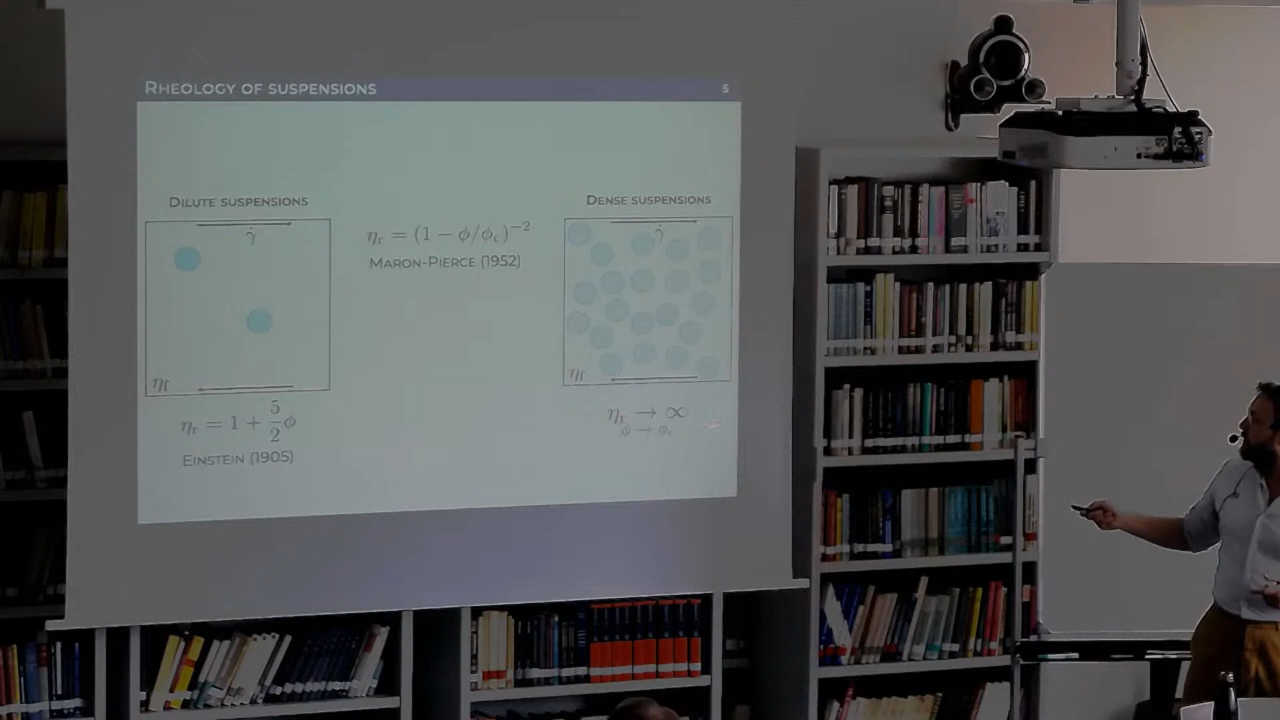 RHEOLOGY OF SUSPENSIONS 5
DILUTE SUSPENSIONS
γ̇
η_f
η_r = 1 + 5/2 ϕ
EINSTEIN (1905)
η_r = (1 − ϕ/ϕ_c)^−2
MARON-PIERCE (1952)
DENSE SUSPENSIONS
γ̇
η_f
η_r → ∞
ϕ → ϕ_c